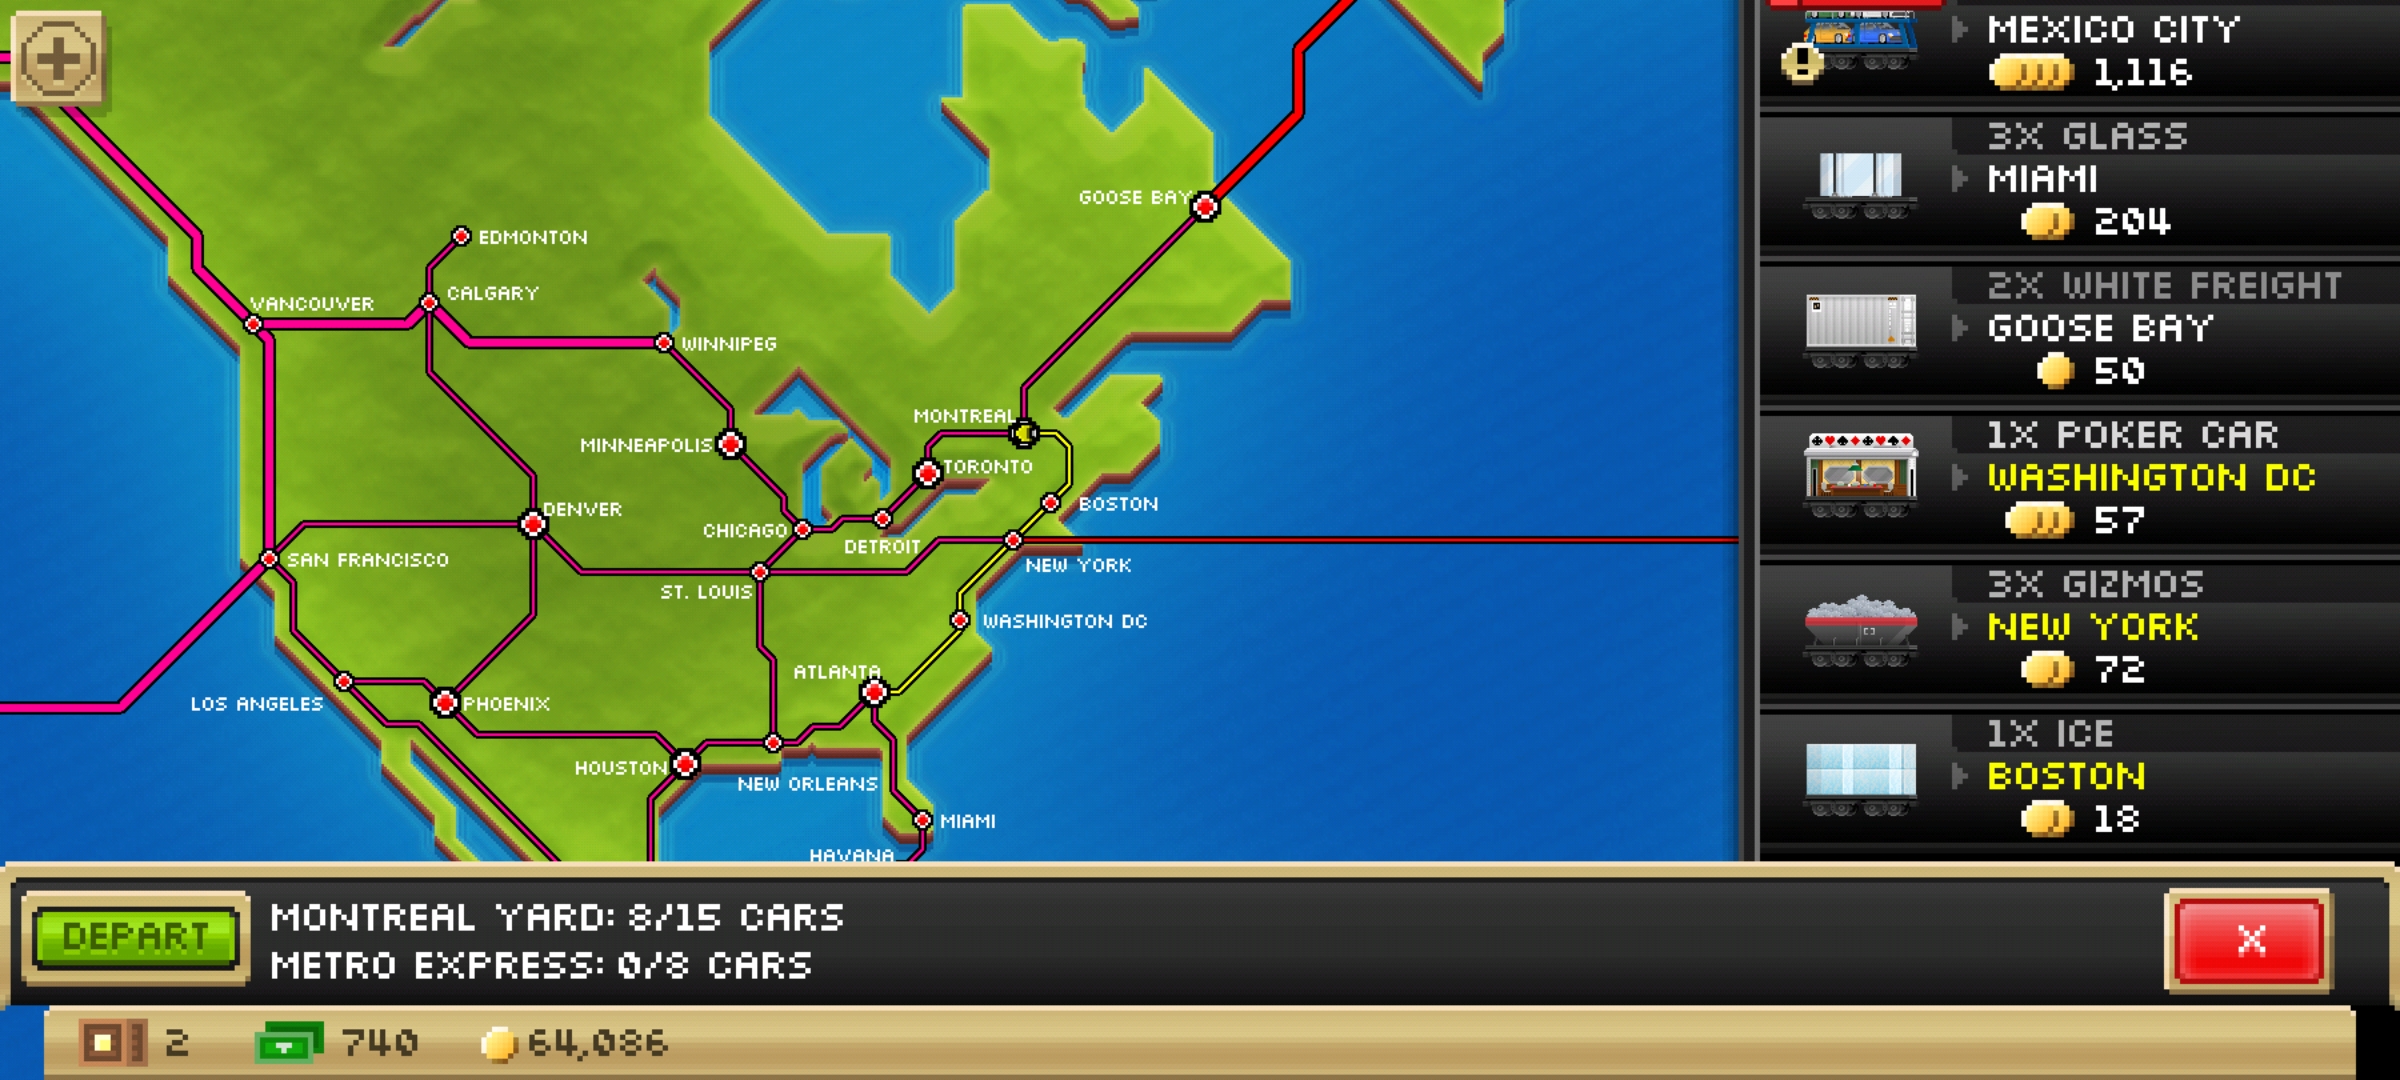 GOOSE BAY
EDMONTON
VANCOUVER
CALGARY
WINNIPEG
MONTREAL
MINNEAPOLIS
TORONTO
DENVER
BOSTON
CHICAGO
DETROIT
SAN FRANCISCO
NEW YORK
ST. LOUIS
WASHINGTON DC
ATLANTA
LOS ANGELES
PHOENIX
HOUSTON
NEW ORLEANS
MIAMI
HAVANA
MEXICO CITY
1,116
3X GLASS
MIAMI
204
2X WHITE FREIGHT
GOOSE BAY
50
1X POKER CAR
WASHINGTON DC
57
3X GIZMOS
NEW YORK
72
1X ICE
BOSTON
18
DEPART
MONTREAL YARD: 8/15 CARS
METRO EXPRESS: 0/8 CARS
X
2
740
64,086